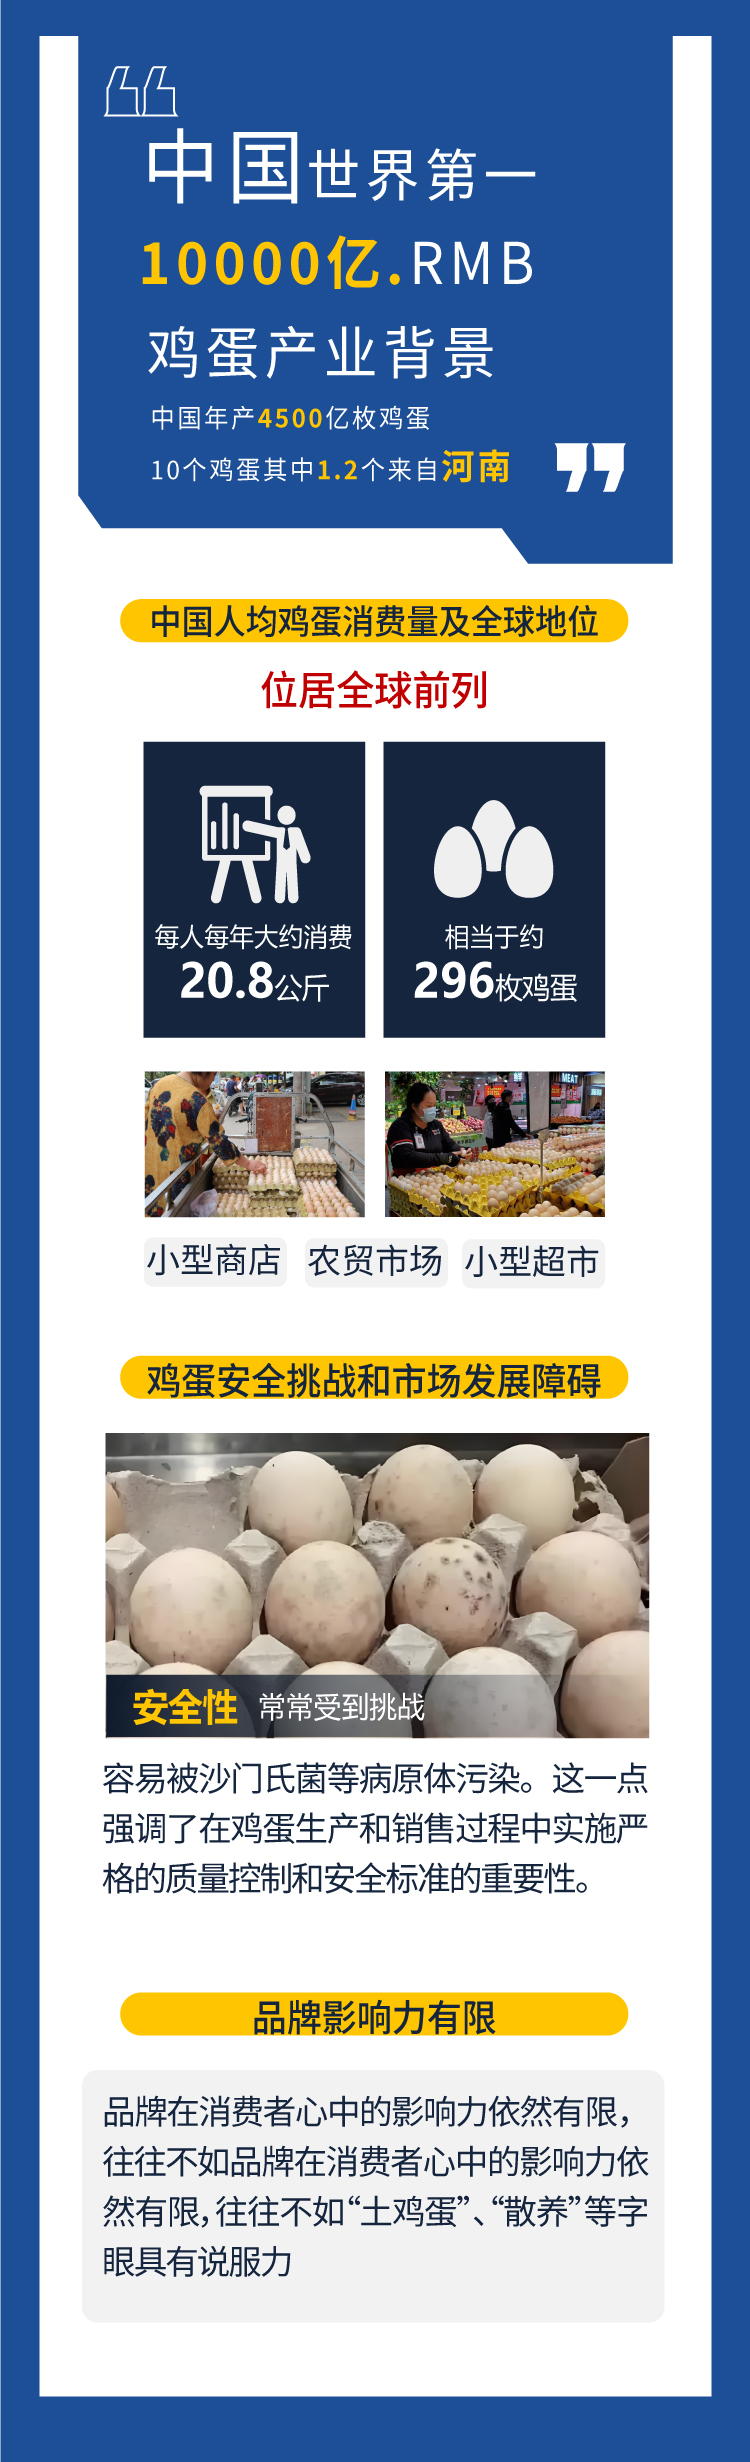 中国世界第一
10000亿.RMB
鸡蛋产业背景
中国年产4500亿枚鸡蛋
10个鸡蛋其中1.2个来自河南
中国人均鸡蛋消费量及全球地位
位居全球前列
每人每年大约消费
20.8公斤
相当于约
296枚鸡蛋
鲜
MEAT
小型商店
农贸市场
小型超市
鸡蛋安全挑战和市场发展障碍
安全性 常常受到挑战
容易被沙门氏菌等病原体污染。这一点
强调了在鸡蛋生产和销售过程中实施严
格的质量控制和安全标准的重要性。
品牌影响力有限
品牌在消费者心中的影响力依然有限，
往往不如品牌在消费者心中的影响力依
然有限，往往不如“土鸡蛋”、“散养”等字
眼具有说服力